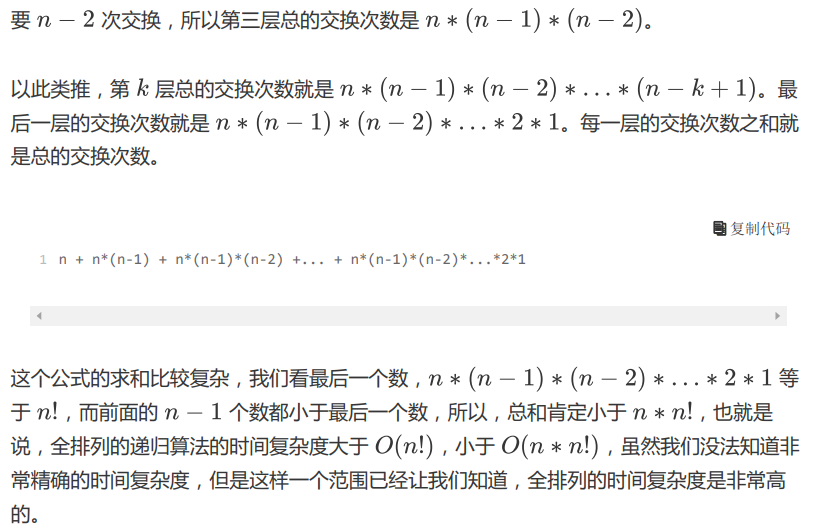 要 n − 2 次交换，所以第三层总的交换次数是 n ∗ (n − 1) ∗ (n − 2)。
以此类推，第 k 层总的交换次数就是 n ∗ (n − 1) ∗ (n − 2) ∗ . . . ∗ (n − k + 1)。最
后一层的交换次数就是 n ∗ (n − 1) ∗ (n − 2) ∗ . . . ∗ 2 ∗ 1。每一层的交换次数之和就
是总的交换次数。
复制代码
1 n + n*(n-1) + n*(n-1)*(n-2) +... + n*(n-1)*(n-2)*...*2*1
这个公式的求和比较复杂，我们看最后一个数，n ∗ (n − 1) ∗ (n − 2) ∗ . . . ∗ 2 ∗ 1 等
于 n!，而前面的 n − 1 个数都小于最后一个数，所以，总和肯定小于 n ∗ n!，也就是
说，全排列的递归算法的时间复杂度大于 O(n!)，小于 O(n ∗ n!)，虽然我们没法知道非
常精确的时间复杂度，但是这样一个范围已经让我们知道，全排列的时间复杂度是非常高
的。